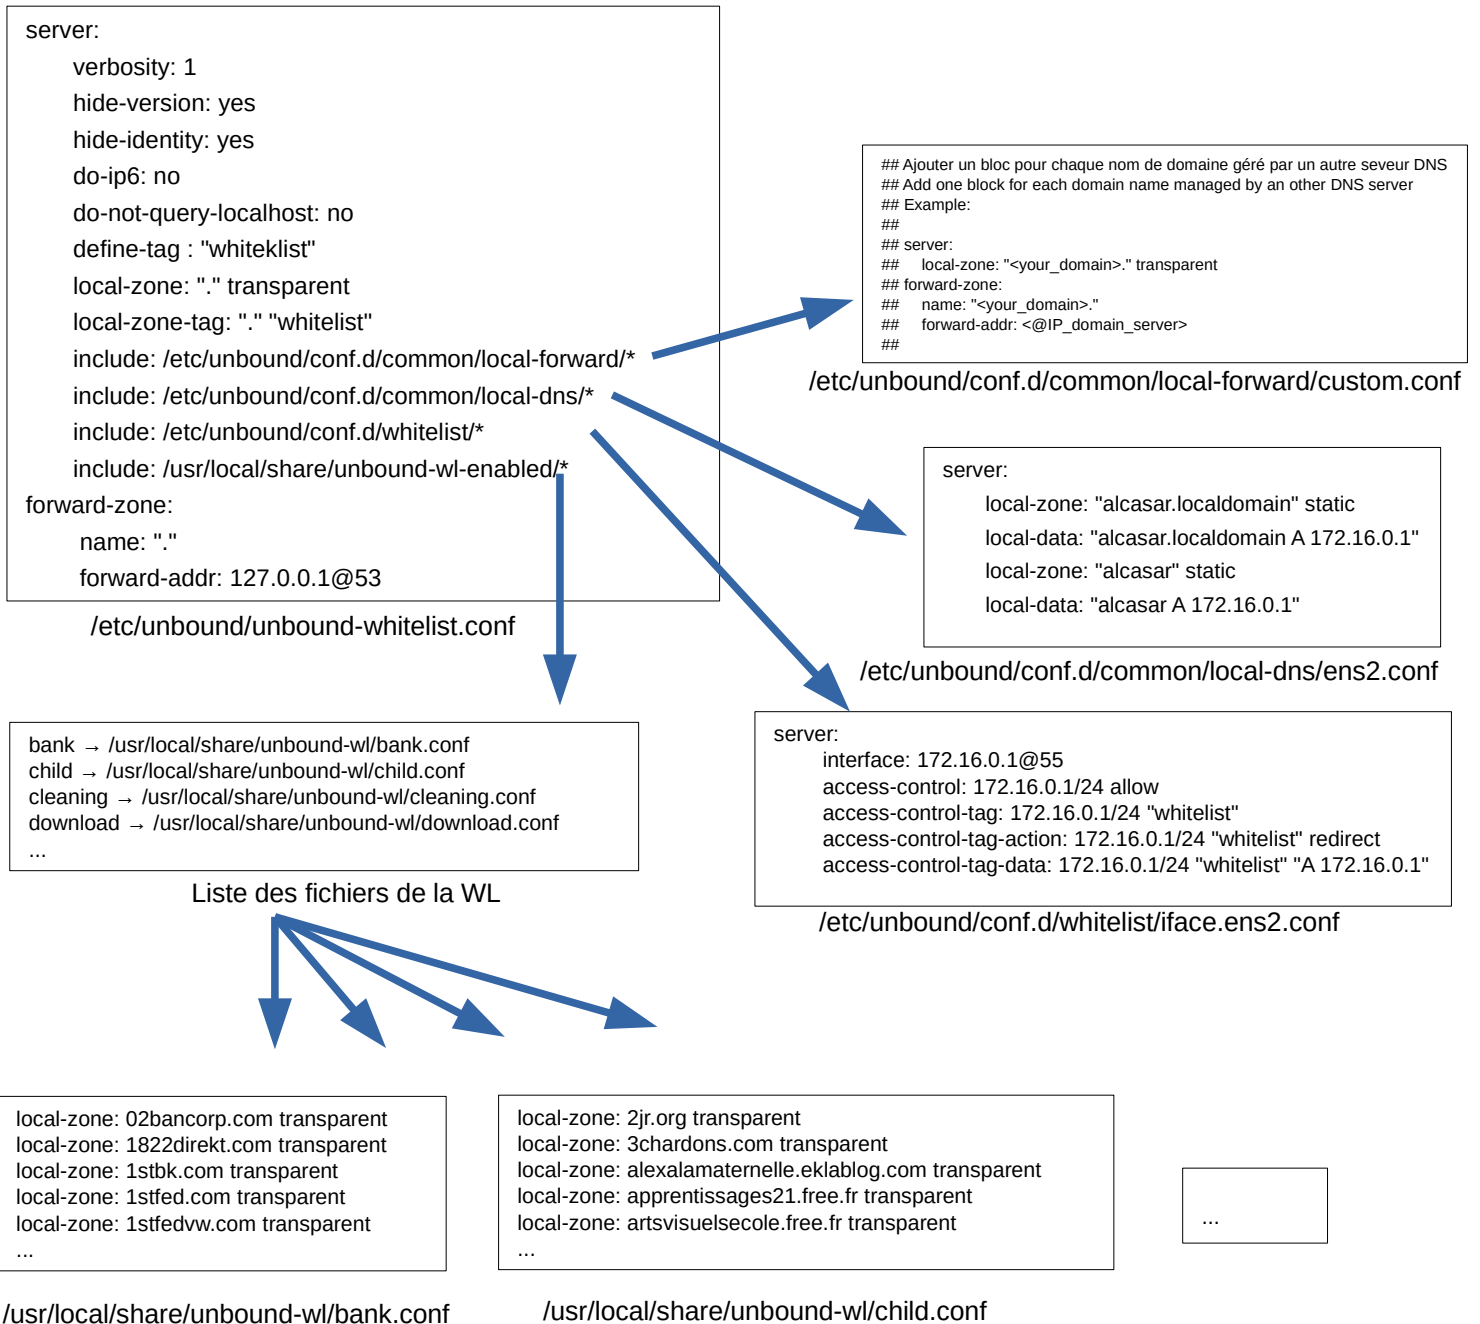 server:
verbosity: 1
hide-version: yes
hide-identity: yes
do-ip6: no
do-not-query-localhost: no
define-tag : "whiteklist"
local-zone: "." transparent
local-zone-tag: "." "whitelist"
include: /etc/unbound/conf.d/common/local-forward/*
include: /etc/unbound/conf.d/common/local-dns/*
include: /etc/unbound/conf.d/whitelist/*
include: /usr/local/share/unbound-wl-enabled/*
forward-zone:
name: "."
forward-addr: 127.0.0.1@53
/etc/unbound/unbound-whitelist.conf
## Ajouter un bloc pour chaque nom de domaine géré par un autre seveur DNS
## Add one block for each domain name managed by an other DNS server
## Example:
##
## server:
## local-zone: "<your_domain>." transparent
## forward-zone:
## name: "<your_domain>."
## forward-addr: <@IP_domain_server>
##
/etc/unbound/conf.d/common/local-forward/custom.conf
server:
local-zone: "alcasar.localdomain" static
local-data: "alcasar.localdomain A 172.16.0.1"
local-zone: "alcasar" static
local-data: "alcasar A 172.16.0.1"
/etc/unbound/conf.d/common/local-dns/ens2.conf
server:
interface: 172.16.0.1@55
access-control: 172.16.0.1/24 allow
access-control-tag: 172.16.0.1/24 "whitelist"
access-control-tag-action: 172.16.0.1/24 "whitelist" redirect
access-control-tag-data: 172.16.0.1/24 "whitelist" "A 172.16.0.1"
/etc/unbound/conf.d/whitelist/iface.ens2.conf
bank → /usr/local/share/unbound-wl/bank.conf
child → /usr/local/share/unbound-wl/child.conf
cleaning → /usr/local/share/unbound-wl/cleaning.conf
download → /usr/local/share/unbound-wl/download.conf
...
Liste des fichiers de la WL
local-zone: 02bancorp.com transparent
local-zone: 1822direkt.com transparent
local-zone: 1stbk.com transparent
local-zone: 1stfed.com transparent
local-zone: 1stfedvw.com transparent
...
/usr/local/share/unbound-wl/bank.conf
local-zone: 2jr.org transparent
local-zone: 3chardons.com transparent
local-zone: alexalamaternelle.eklablog.com transparent
local-zone: apprentissages21.free.fr transparent
local-zone: artsvisuelsecole.free.fr transparent
...
/usr/local/share/unbound-wl/child.conf
...